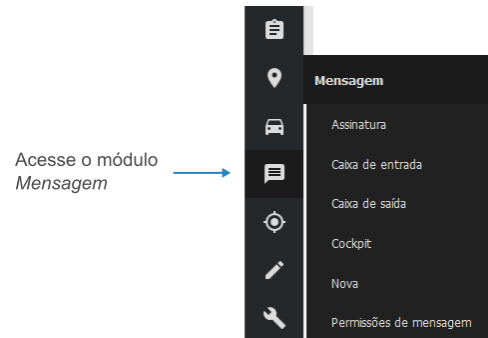 Acesse o módulo
Mensagem
Mensagem
Assinatura
Caixa de entrada
Caixa de saída
Cockpit
Nova
Permissões de mensagem